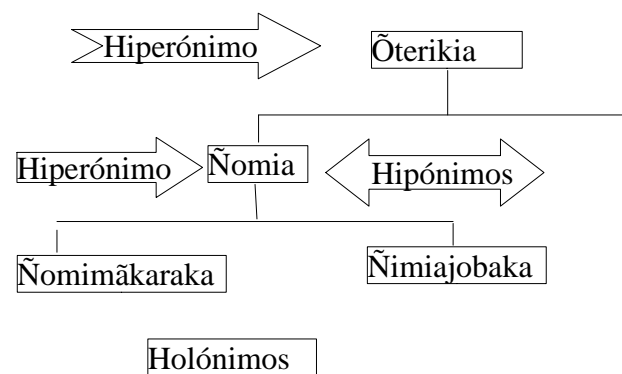 Hiperónimo
Õterikia
Hiperónimo
Ñomia
Hipónimos
Ñomimãkaraka
Ñimiajobaka
Holónimos